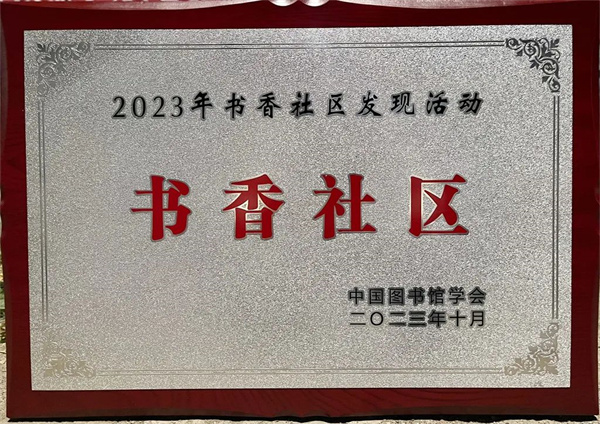 2023年书香社区发现活动
书香社区
中国图书馆学会
二〇二三年十月